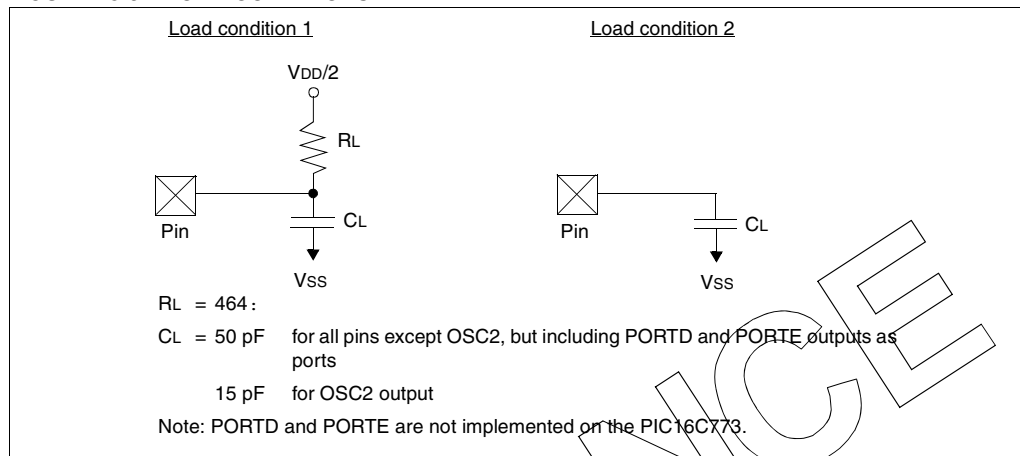 Load condition 1
Load condition 2
VDD/2
RL
CL
Pin
VSS
CL
Pin
VSS
RL = 464 :
CL = 50 pF for all pins except OSC2, but including PORTD and PORTE outputs as
ports
15 pF for OSC2 output
Note: PORTD and PORTE are not implemented on the PIC16C773.
NCE